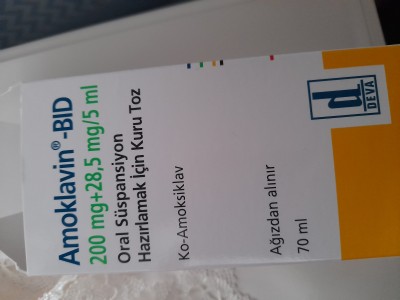 Amoklavin®-BID
200 mg+28,5 mg/5 ml
Oral Süspansiyon
Hazırlamak İçin Kuru Toz
Ko-Amoksiklav
Ağızdan alınır
70 ml
d
DEVA